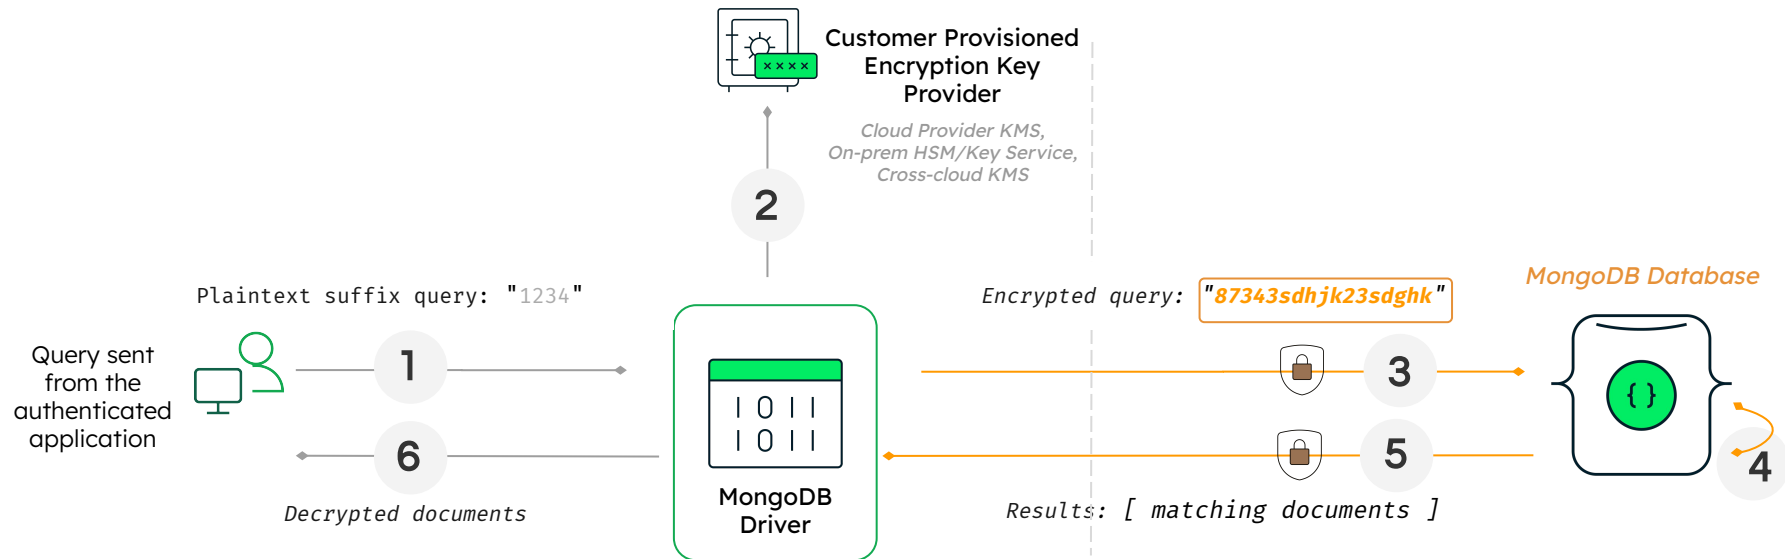 Customer Provisioned
Encryption Key
Provider
××××
Cloud Provider KMS,
On-prem HSM/Key Service,
Cross-cloud KMS
2
MongoDB Database
Plaintext suffix query: "1234"
Encrypted query: "87343sdhjk23sdghk"
Query sent
from the
authenticated
application
1
3
{ }
1011
1011
6
5
4
MongoDB
Driver
Decrypted documents
Results: [ matching documents ]